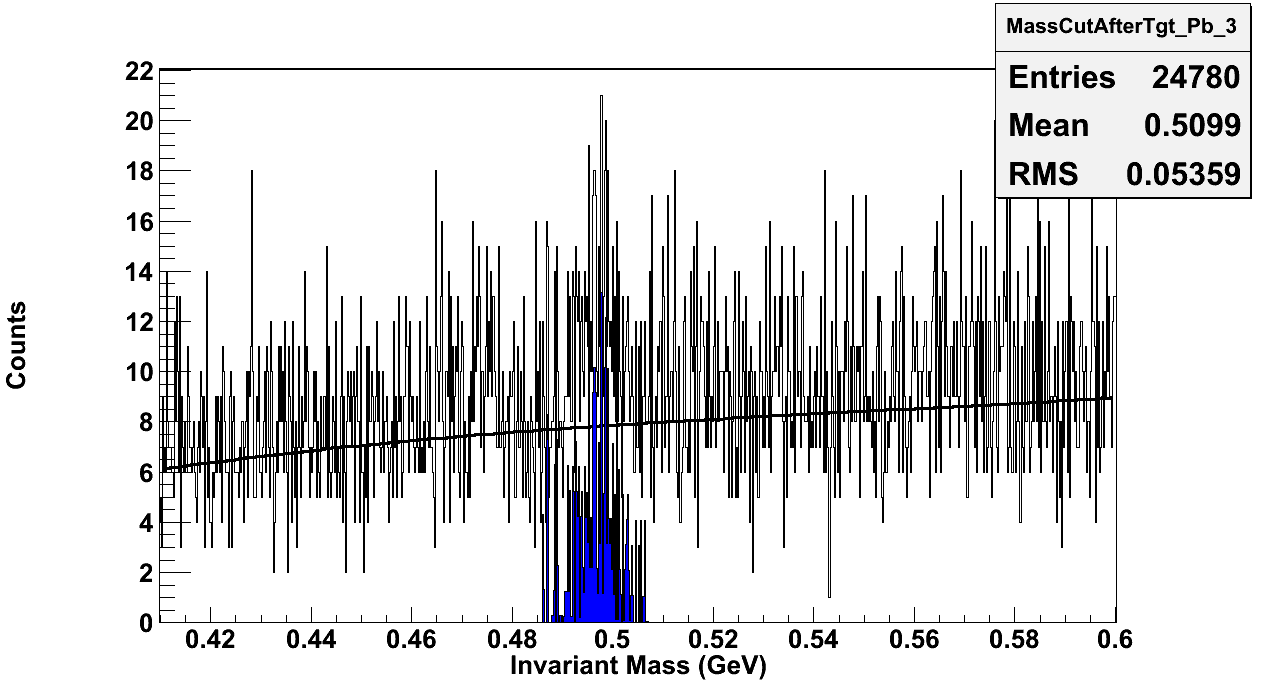 MassCutAfterTgt_Pb_3
Entries 24780
Mean 0.5099
RMS 0.05359
22
20
18
16
14
12
10
8
6
4
2
0
Counts
0.42 0.44 0.46 0.48 0.5 0.52 0.54 0.56 0.58 0.6
Invariant Mass (GeV)